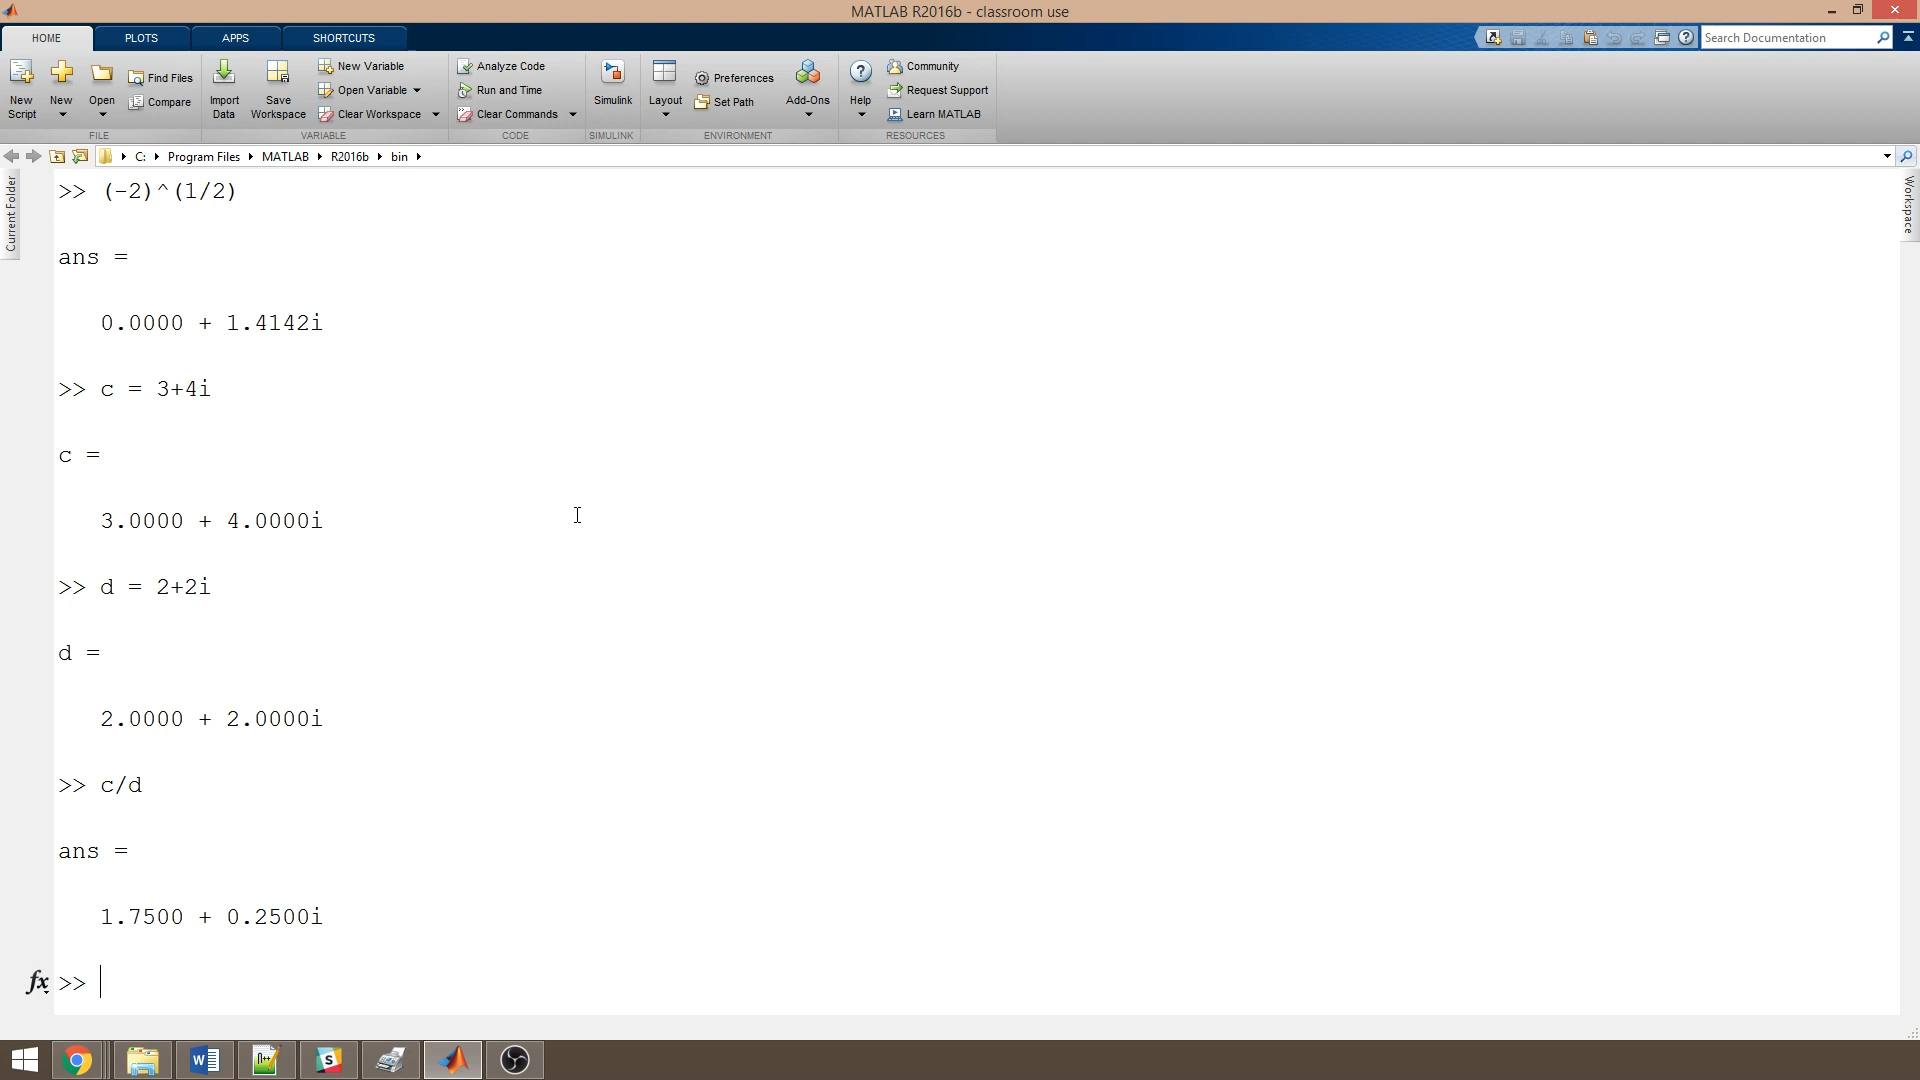 MATLAB R2016b - classroom use
HOME PLOTS APPS SHORTCUTS
Search Documentation
New Script
New
Open
Find Files
Compare
Import Data
Save Workspace
New Variable
Open Variable
Clear Workspace
Analyze Code
Run and Time
Clear Commands
Simulink
Layout
Preferences
Set Path
Add-Ons
Help
Community
Request Support
Learn MATLAB
FILE VARIABLE CODE SIMULINK ENVIRONMENT RESOURCES
C: Program Files MATLAB R2016b bin
Current Folder
Workspace
>> (-2)^(1/2)
ans =
0.0000 + 1.4142i
>> c = 3+4i
c =
3.0000 + 4.0000i
>> d = 2+2i
d =
2.0000 + 2.0000i
>> c/d
ans =
1.7500 + 0.2500i
fx >>